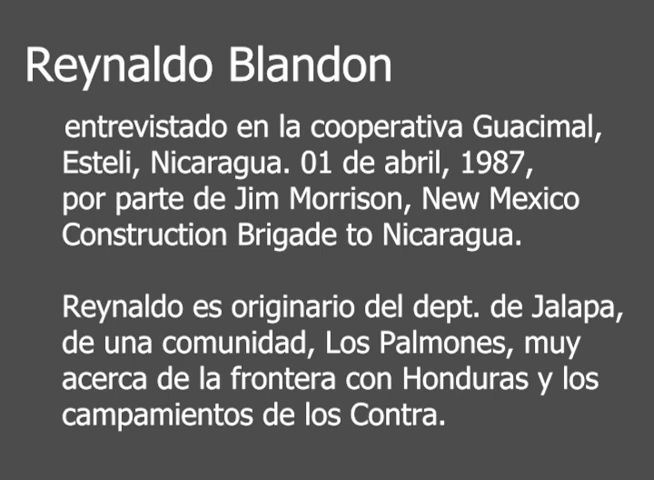 Reynaldo Blandon
entrevistado en la cooperativa Guacimal,
Esteli, Nicaragua. 01 de abril, 1987,
por parte de Jim Morrison, New Mexico
Construction Brigade to Nicaragua.
Reynaldo es originario del dept. de Jalapa,
de una comunidad, Los Palmones, muy
acerca de la frontera con Honduras y los
campamientos de los Contra.